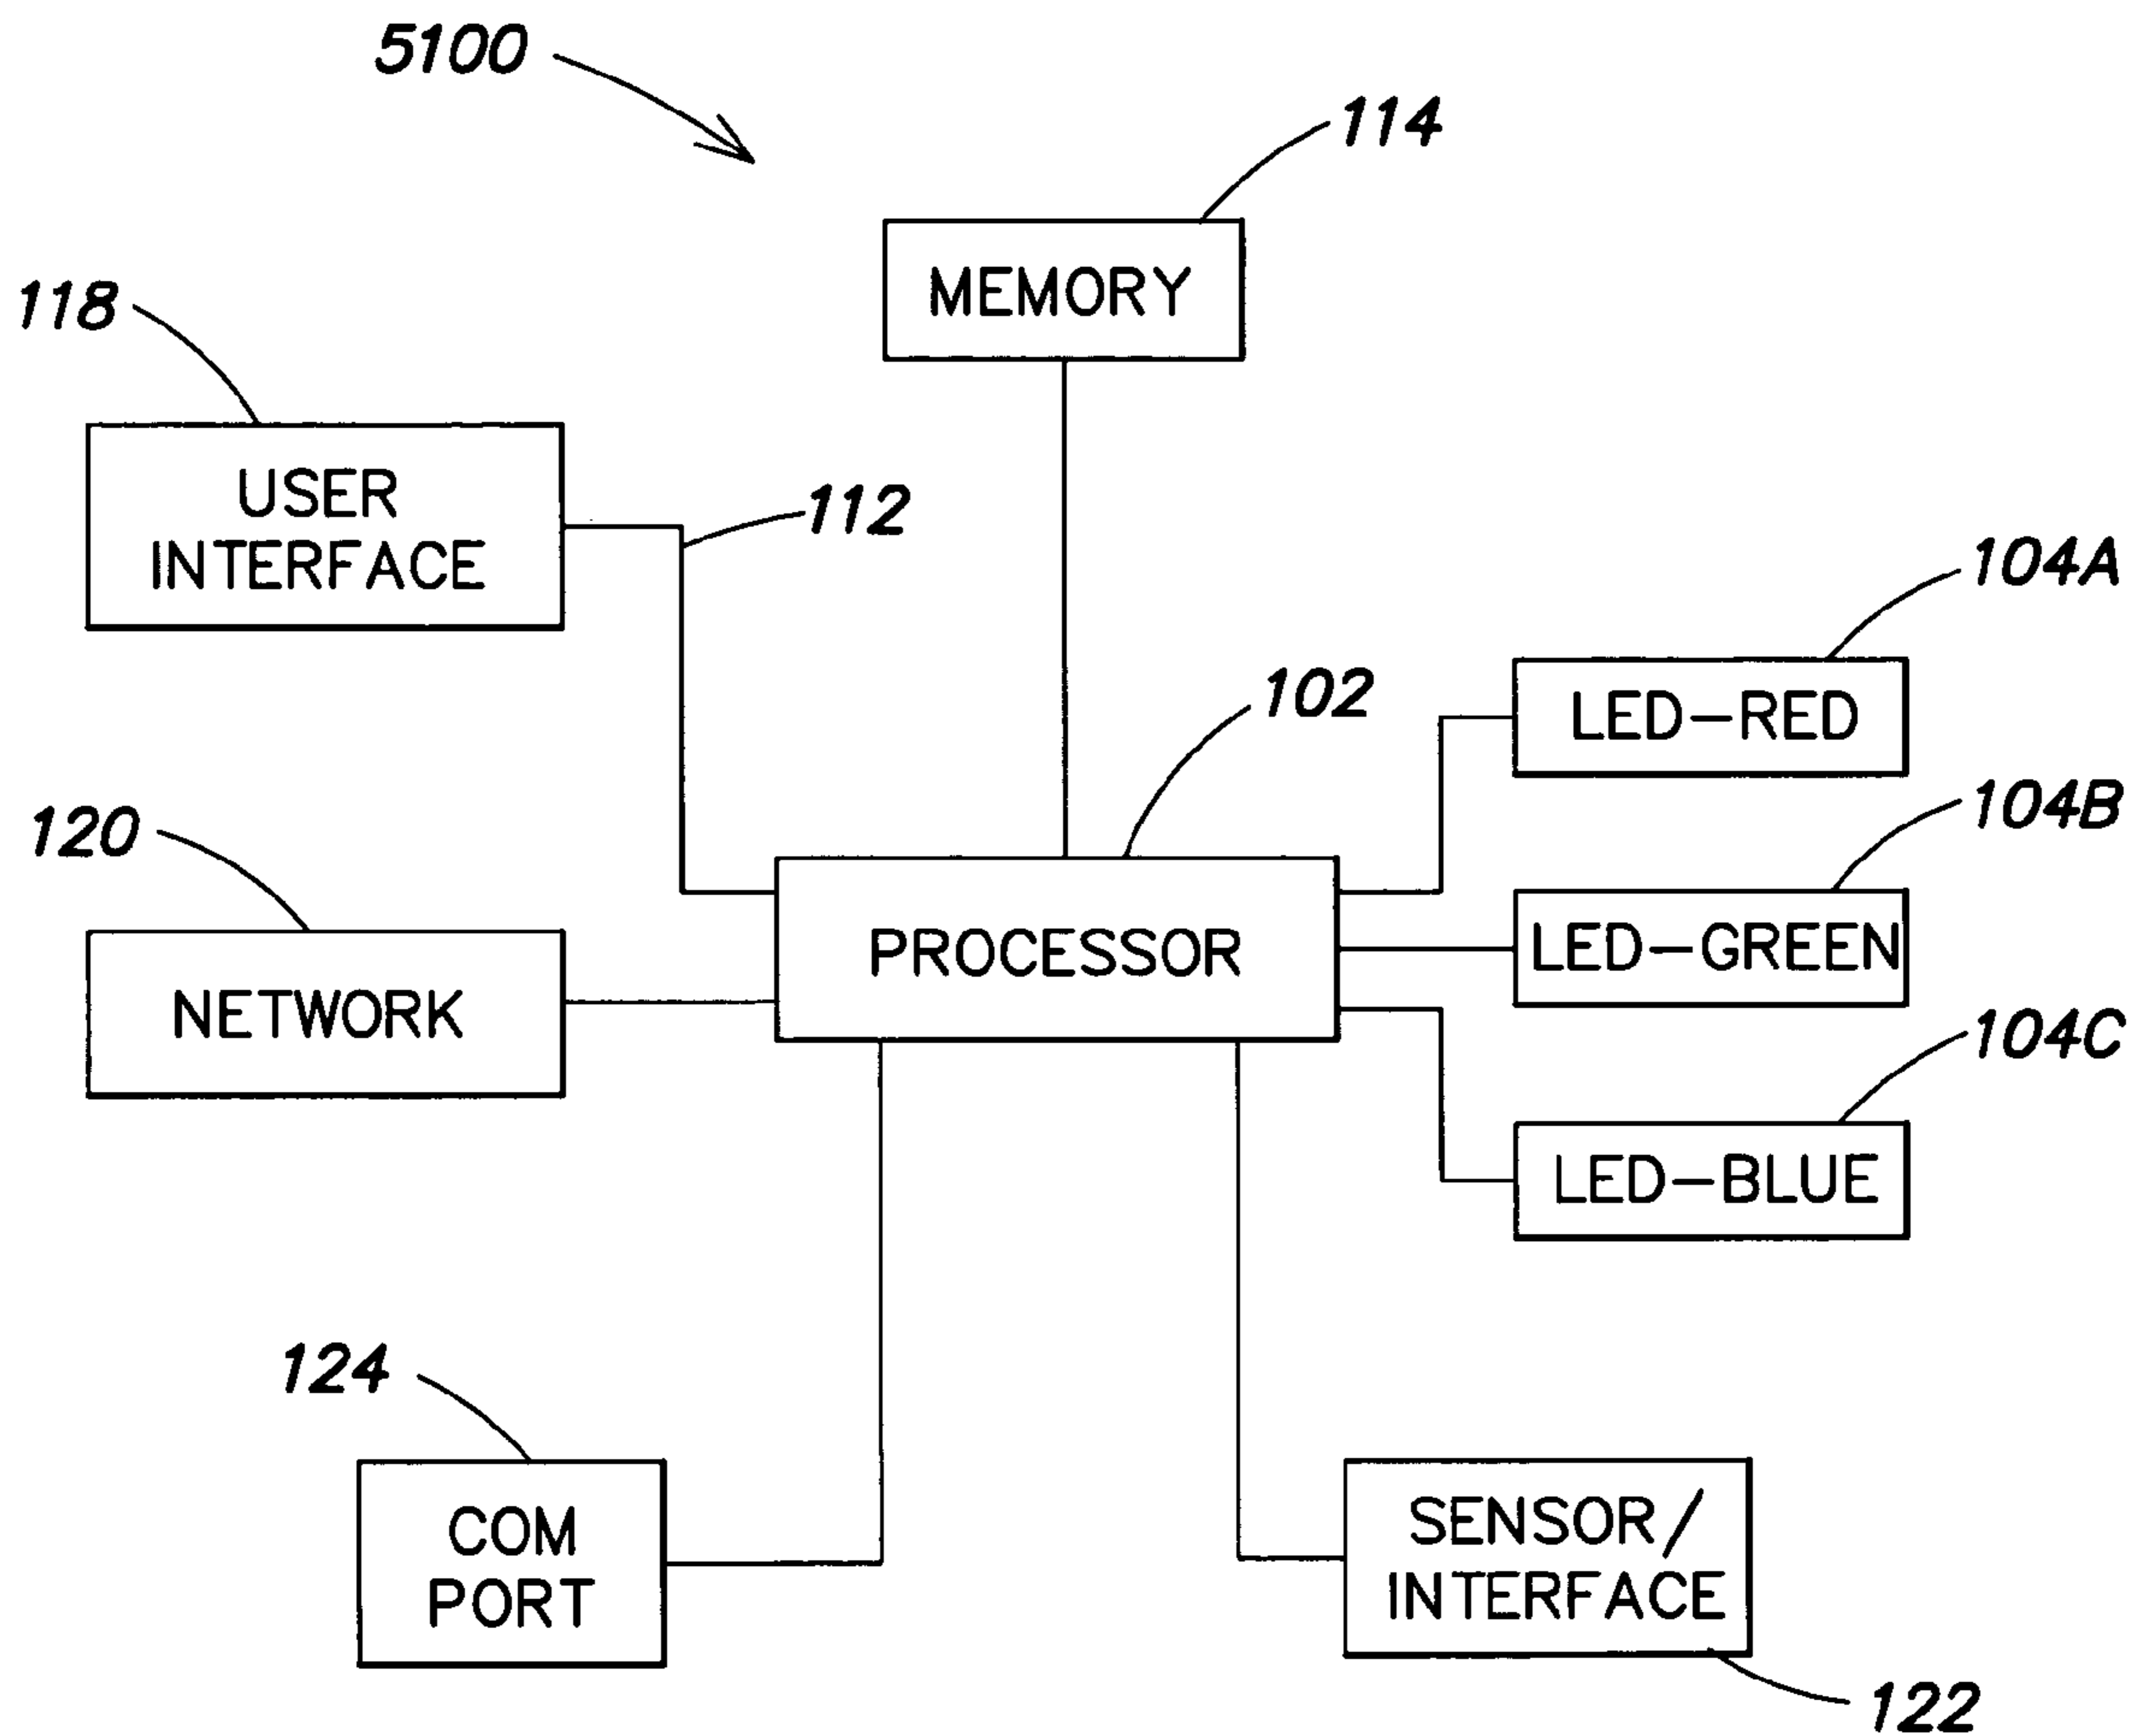 5100
114
MEMORY
118
USER
INTERFACE
112
104A
LED-RED
102
104B
LED-GREEN
120
NETWORK
PROCESSOR
104C
LED-BLUE
124
COM
PORT
SENSOR/
INTERFACE
122